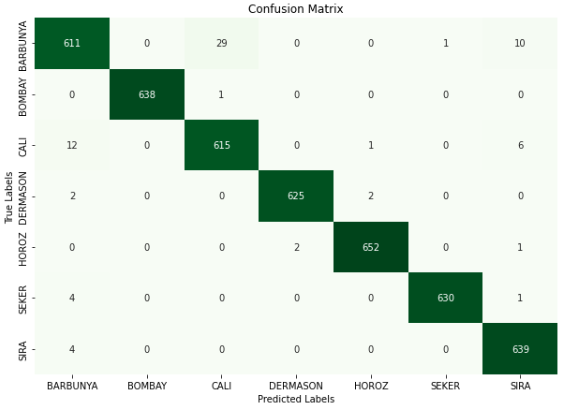 Confusion Matrix
True Labels
BARBUNYA 611 0 29 0 0 1 10
BOMBAY 0 638 1 0 0 0 0
CALI 12 0 615 0 1 0 6
DERMASON 2 0 0 625 2 0 0
HOROZ 0 0 0 2 652 0 1
SEKER 4 0 0 0 0 630 1
SIRA 4 0 0 0 0 0 639
BARBUNYA BOMBAY CALI DERMASON HOROZ SEKER SIRA
Predicted Labels